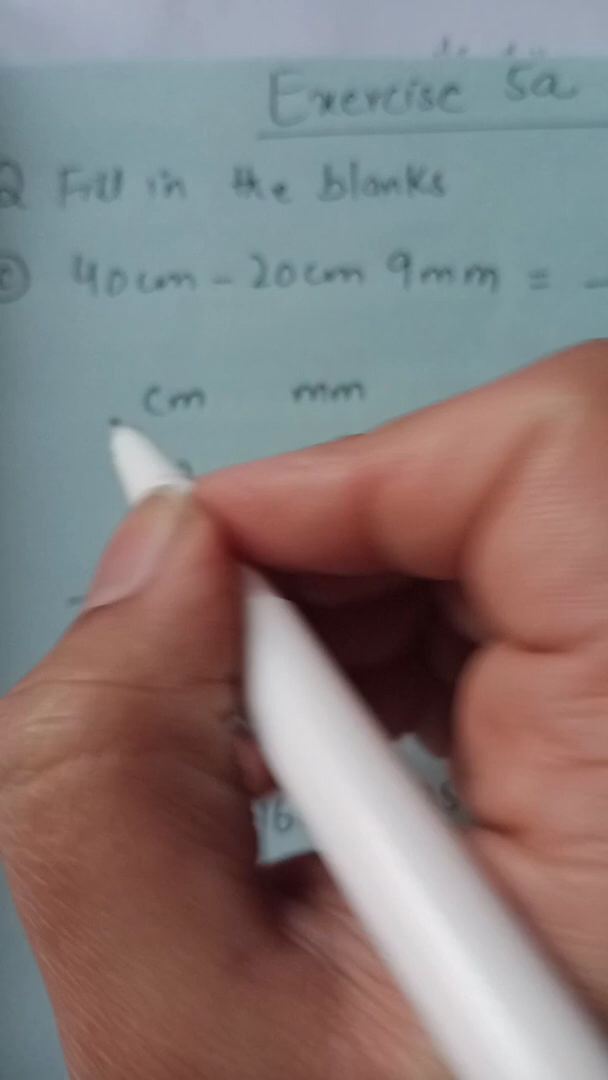 Exercise 5a
Q Fill in the blanks
c 40cm - 20cm 9mm = _
cm mm